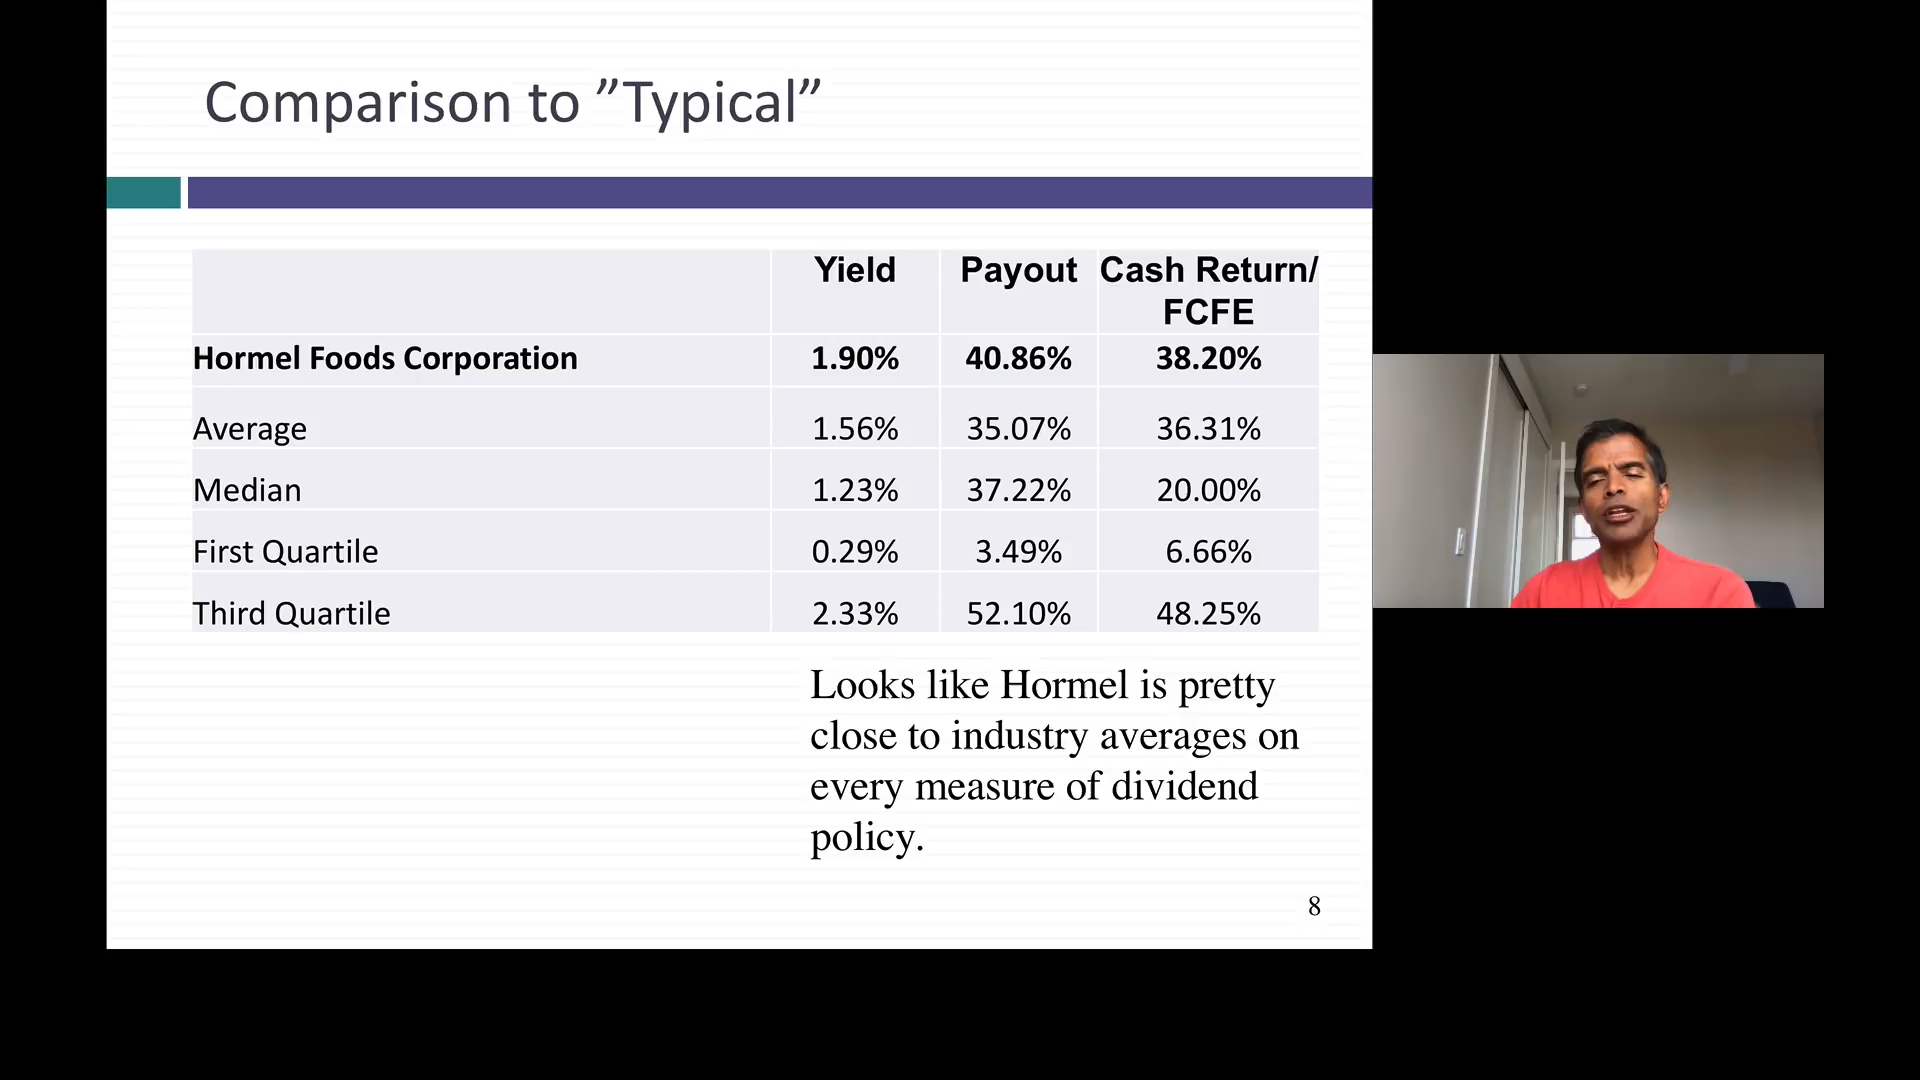 Comparison to ”Typical”
Yield Payout Cash Return/
FCFE
Hormel Foods Corporation 1.90% 40.86% 38.20%
Average 1.56% 35.07% 36.31%
Median 1.23% 37.22% 20.00%
First Quartile 0.29% 3.49% 6.66%
Third Quartile 2.33% 52.10% 48.25%
Looks like Hormel is pretty
close to industry averages on
every measure of dividend
policy.
8